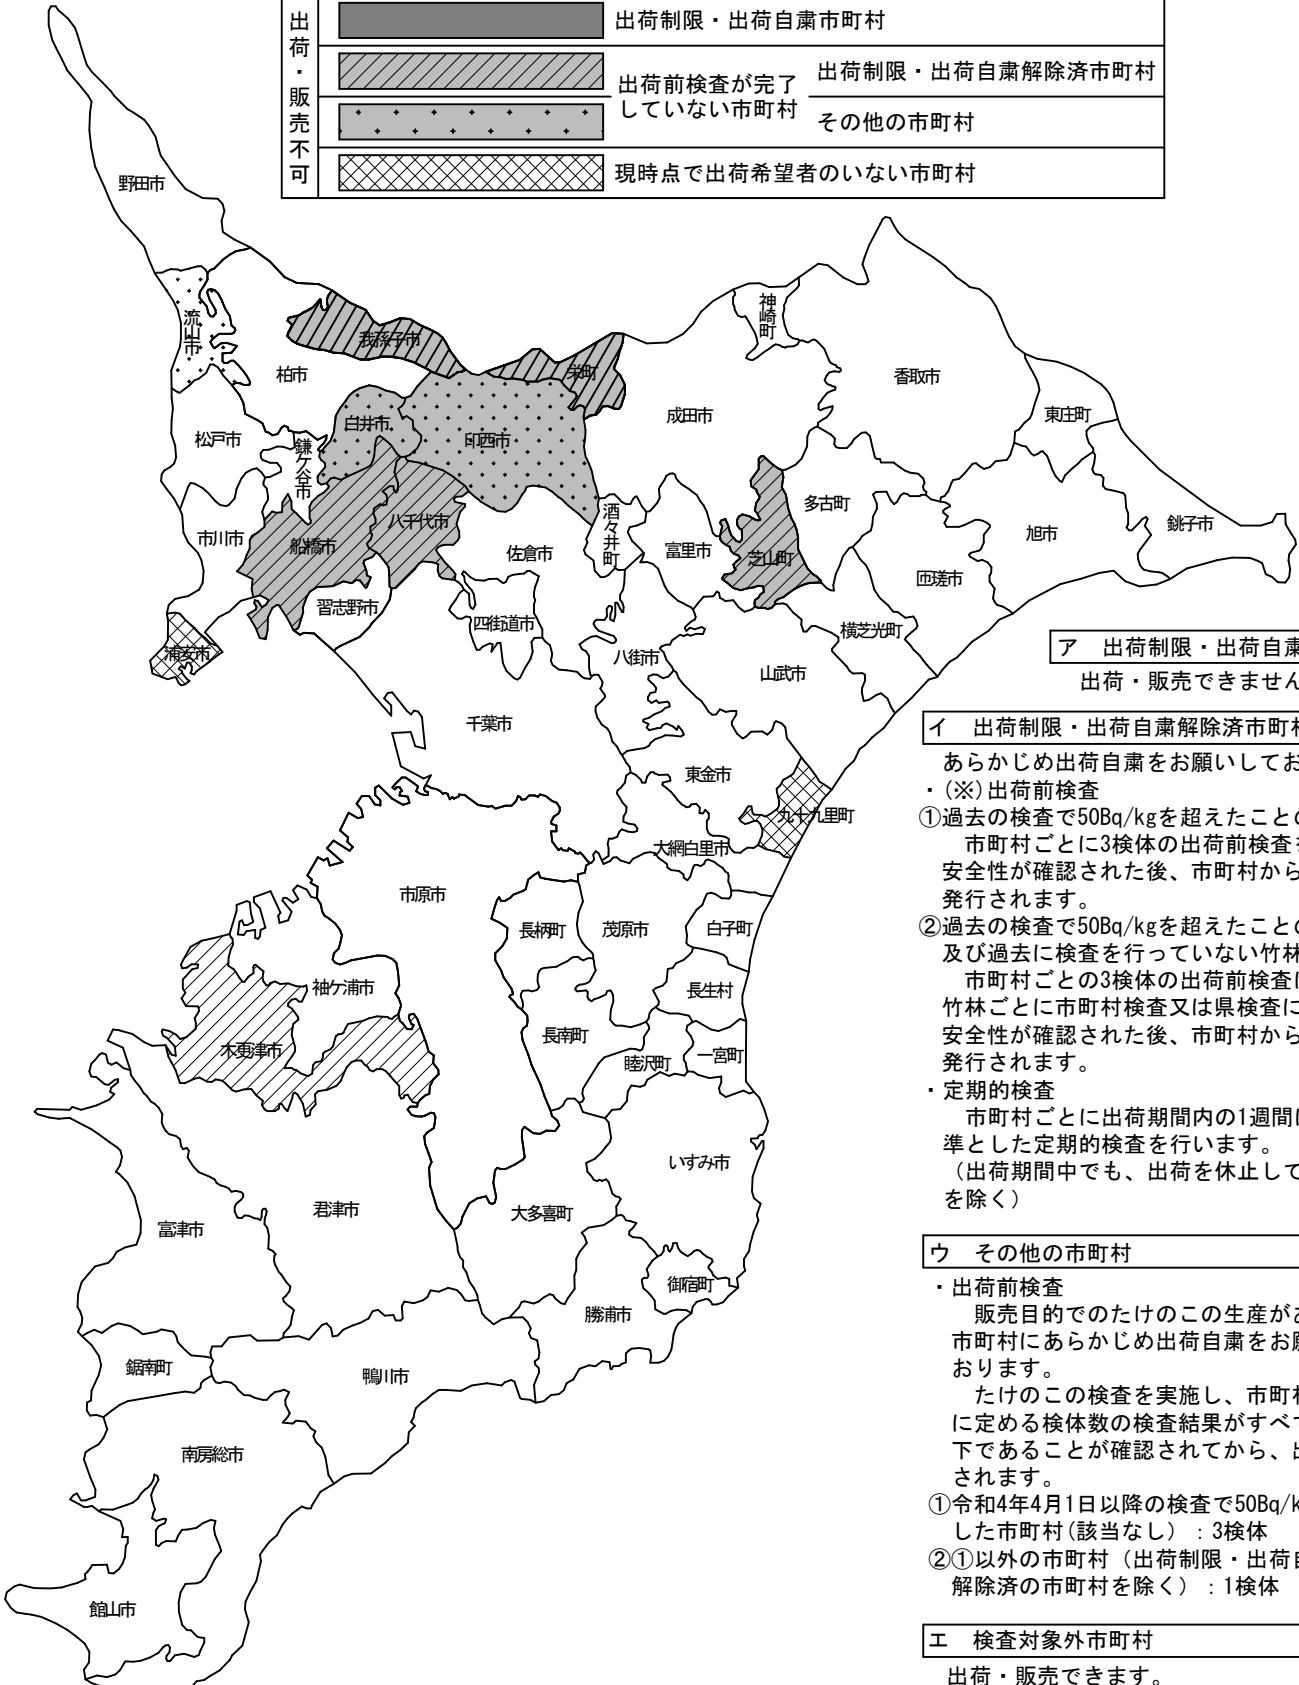 出荷・販売不可
出荷制限・出荷自粛市町村
出荷前検査が完了
していない市町村
出荷制限・出荷自粛解除済市町村
その他の市町村
現時点で出荷希望者のいない市町村
野田市
流山市
柏市
我孫子市
栄町
神崎町
香取市
東庄町
成田市
松戸市
鎌ケ谷市
白井市
印西市
市川市
船橋市
八千代市
佐倉市
酒々井町
富里市
芝山町
多古町
旭市
銚子市
匝瑳市
習志野市
四街道市
浦安市
八街市
山武市
横芝光町
千葉市
東金市
九十九里町
大網白里市
市原市
長柄町
茂原市
白子町
袖ケ浦市
長生村
木更津市
長南町
睦沢町
一宮町
いすみ市
君津市
大多喜町
富津市
御宿町
勝浦市
鋸南町
鴨川市
南房総市
館山市
ア 出荷制限・出荷自粛
出荷・販売できません
イ 出荷制限・出荷自粛解除済市町村
あらかじめ出荷自粛をお願いしてお
・(※)出荷前検査
①過去の検査で50Bq/kgを超えたことの
市町村ごとに3検体の出荷前検査を
安全性が確認された後、市町村から
発行されます。
②過去の検査で50Bq/kgを超えたことの
及び過去に検査を行っていない竹林
市町村ごとの3検体の出荷前検査に
竹林ごとに市町村検査又は県検査に
安全性が確認された後、市町村から
発行されます。
・定期的検査
市町村ごとに出荷期間内の1週間に
準とした定期的検査を行います。
（出荷期間中でも、出荷を休止して
を除く）
ウ その他の市町村
・出荷前検査
販売目的でのたけのこの生産があ
市町村にあらかじめ出荷自粛をお願
おります。
たけのこの検査を実施し、市町村
に定める検体数の検査結果がすべて
下であることが確認されてから、出
されます。
①令和4年4月1日以降の検査で50Bq/k
した市町村(該当なし）：3検体
②①以外の市町村（出荷制限・出荷自
解除済の市町村を除く）：1検体
エ 検査対象外市町村
出荷・販売できます。